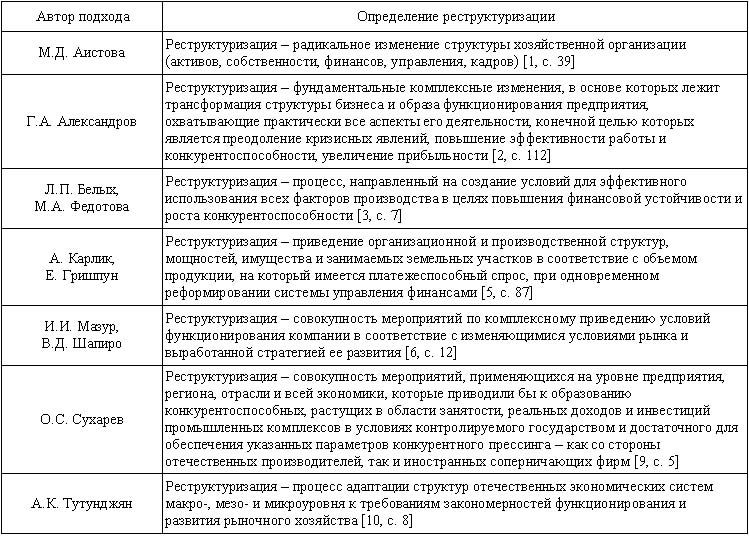 Автор подхода
Определение реструктуризации
М.Д. Аистова
Реструктуризация – радикальное изменение структуры хозяйственной организации
(активов, собственности, финансов, управления, кадров) [1, с. 39]
Г.А. Александров
Реструктуризация – фундаментальные комплексные изменения, в основе которых лежит
трансформация структуры бизнеса и образа функционирования предприятия,
охватывающие практически все аспекты его деятельности, конечной целью которых
является преодоление кризисных явлений, повышение эффективности работы и
конкурентоспособности, увеличение прибыльности [2, с. 112]
Л.П. Белых,
М.А. Федотова
Реструктуризация – процесс, направленный на создание условий для эффективного
использования всех факторов производства в целях повышения финансовой устойчивости и
роста конкурентоспособности [3, с. 7]
А. Карлик,
Е. Гришпун
Реструктуризация – приведение организационной и производственной структур,
мощностей, имущества и занимаемых земельных участков в соответствие с объемом
продукции, на который имеется платежеспособный спрос, при одновременном
реформировании системы управления финансами [5, с. 87]
И.И. Мазур,
В.Д. Шапиро
Реструктуризация – совокупность мероприятий по комплексному приведению условий
функционирования компании в соответствие с изменяющимися условиями рынка и
выработанной стратегией ее развития [6, с. 12]
О.С. Сухарев
Реструктуризация – совокупность мероприятий, применяющихся на уровне предприятия,
региона, отрасли и всей экономики, которые приводили бы к образованию
конкурентоспособных, растущих в области занятости, реальных доходов и инвестиций
промышленных комплексов в условиях контролируемого государством и достаточного для
обеспечения указанных параметров конкурентного прессинга – как со стороны
отечественных производителей, так и иностранных соперничающих фирм [9, с. 5]
А.К. Тутунджян
Реструктуризация – процесс адаптации структур отечественных экономических систем
макро-, мезо- и микроуровня к требованиям закономерностей функционирования и
развития рыночного хозяйства [10, с. 8]